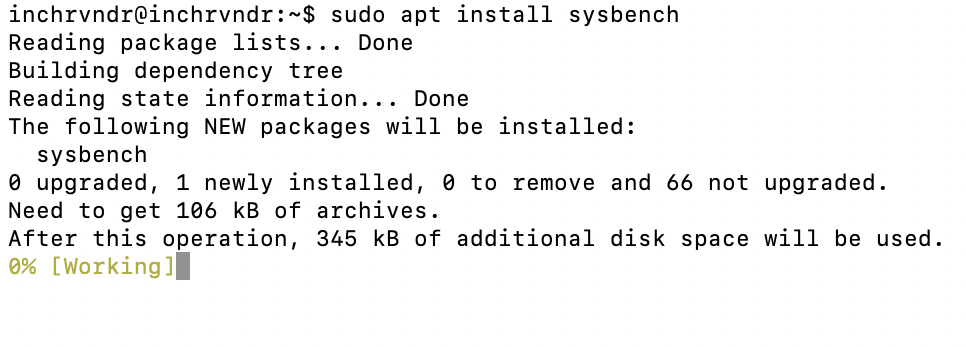 inchrvndr@inchrvndr:~$ sudo apt install sysbench
Reading package lists... Done
Building dependency tree
Reading state information... Done
The following NEW packages will be installed:
  sysbench
0 upgraded, 1 newly installed, 0 to remove and 66 not upgraded.
Need to get 106 kB of archives.
After this operation, 345 kB of additional disk space will be used.
0% [Working]